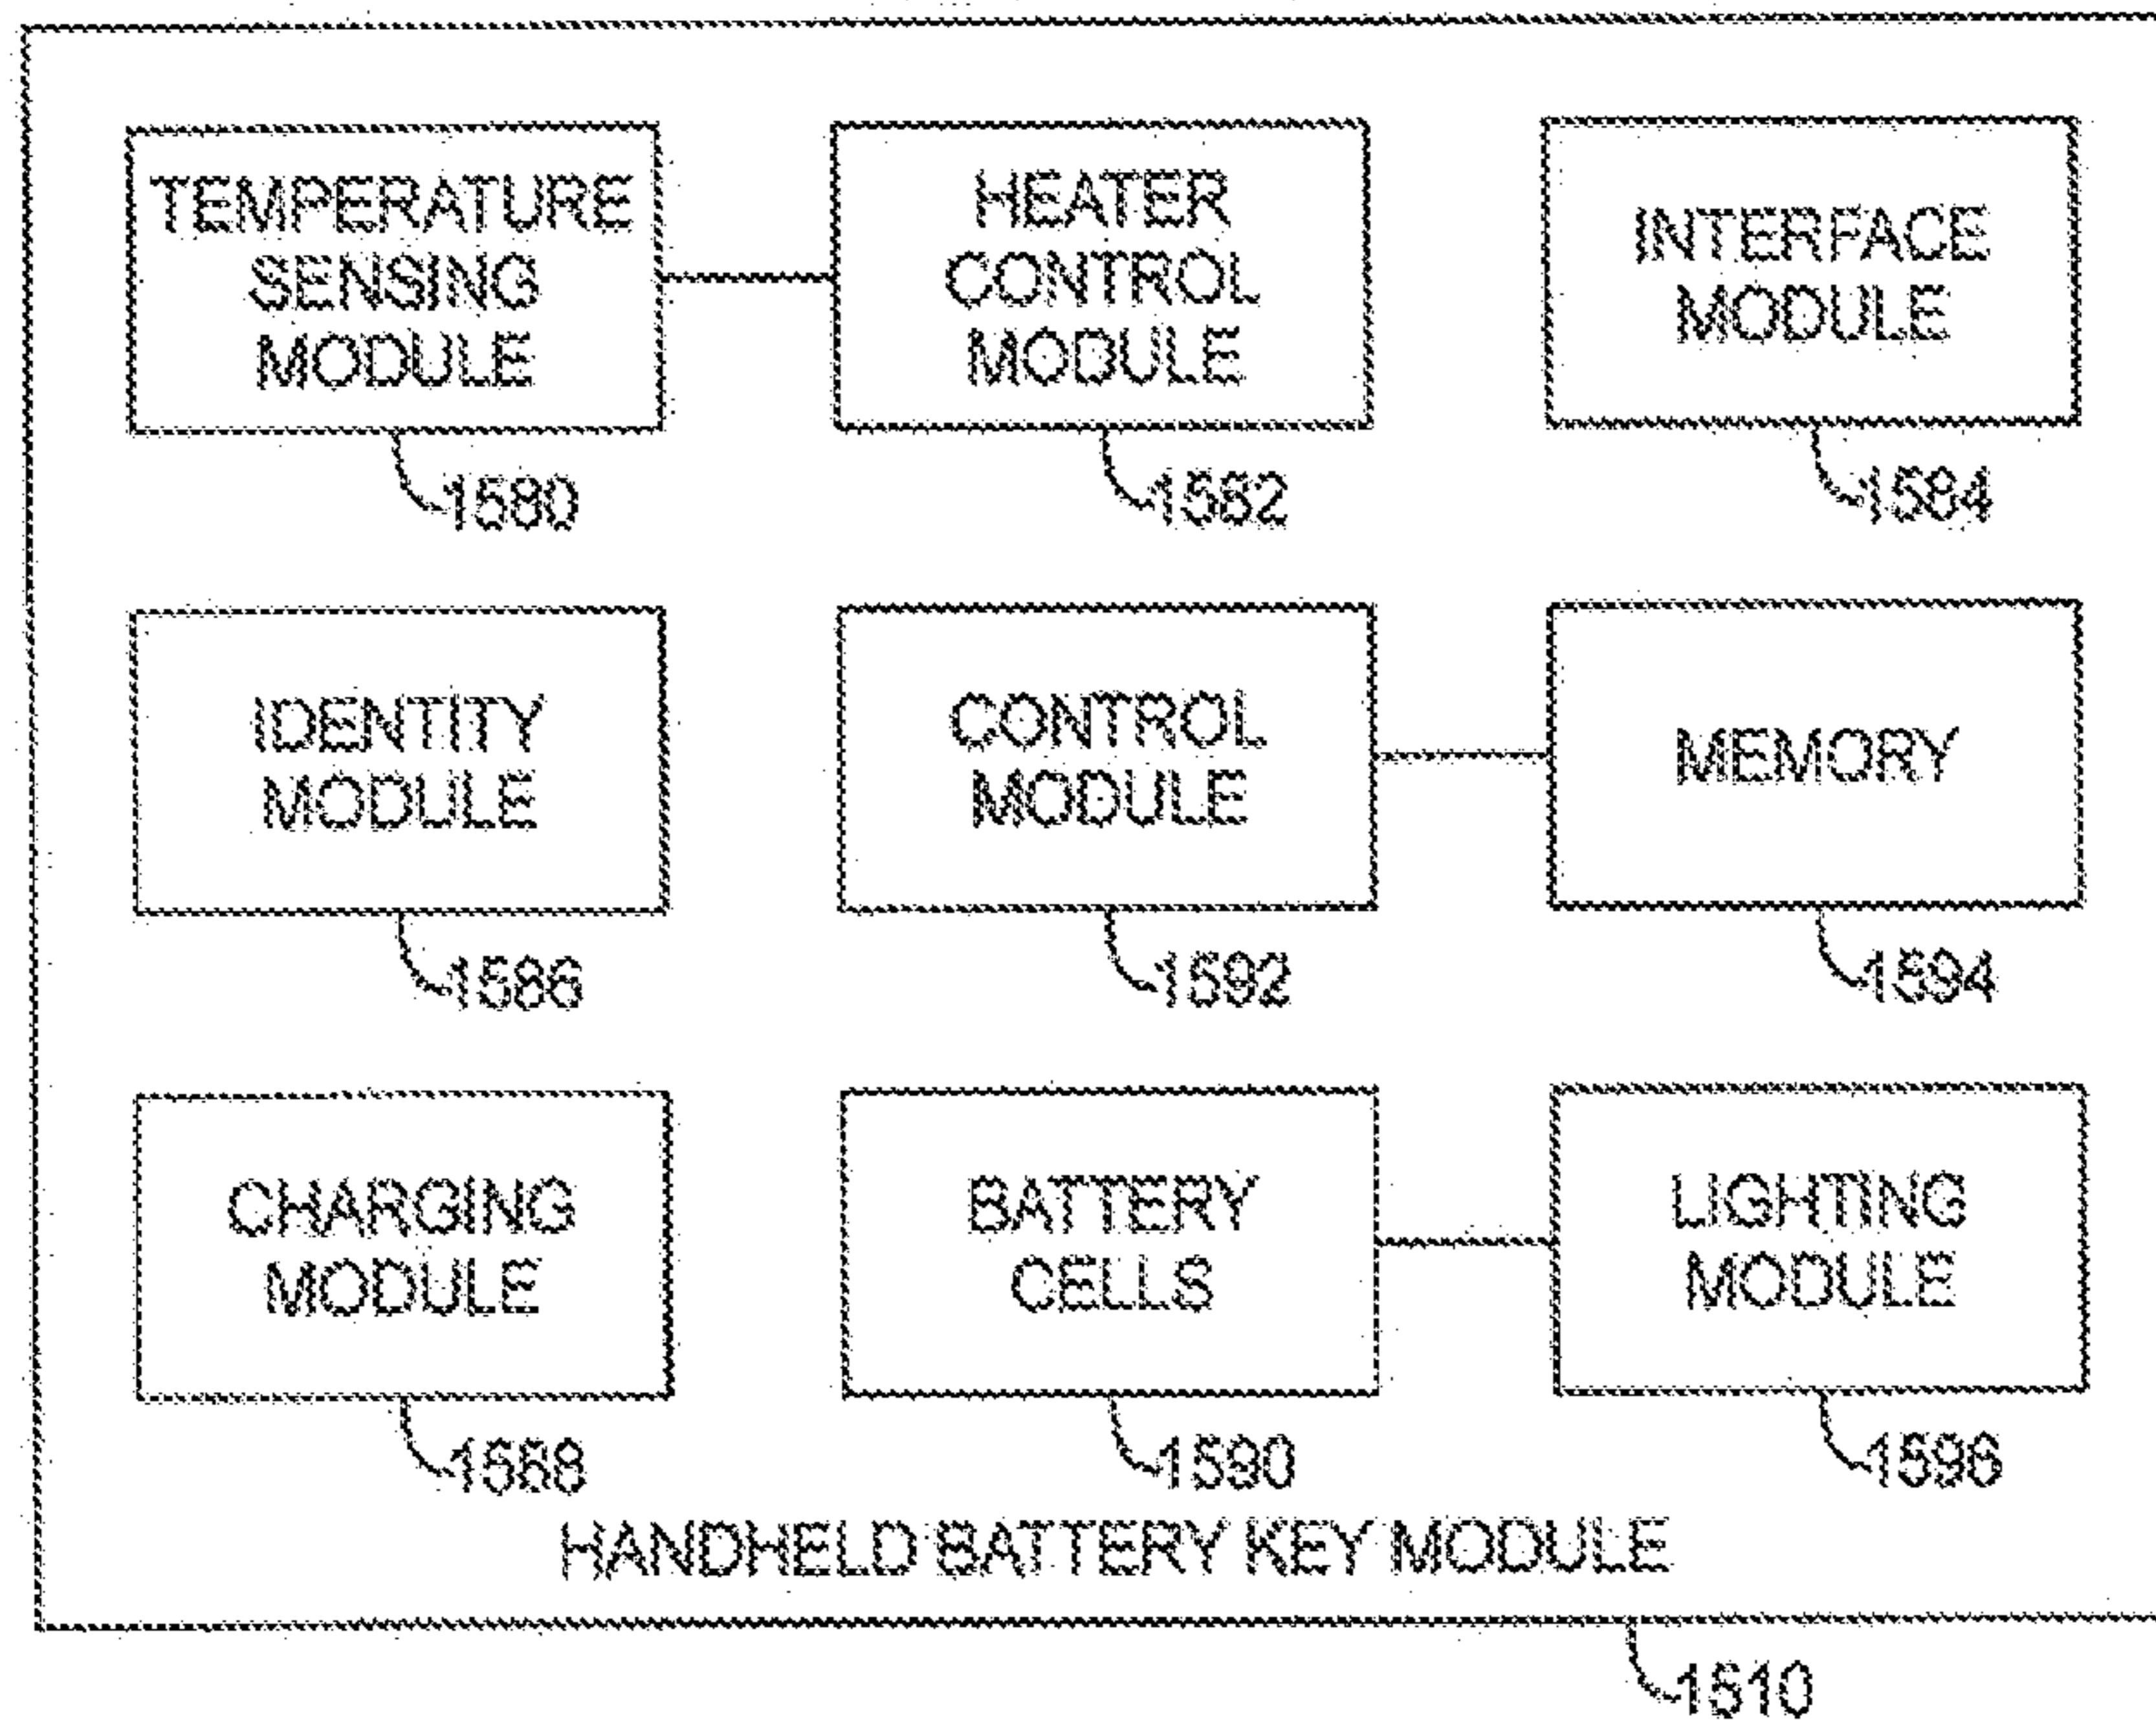 TEMPERATURE
SENSING
MODULE
HEATER
CONTROL
MODULE
INTERFACE
MODULE
1580
1582
1584
IDENTITY
MODULE
CONTROL
MODULE
MEMORY
1586
1592
1594
CHARGING
MODULE
BATTERY
CELLS
LIGHTING
MODULE
1588
1590
1596
HANDHELD BATTERY KEY MODULE
1510